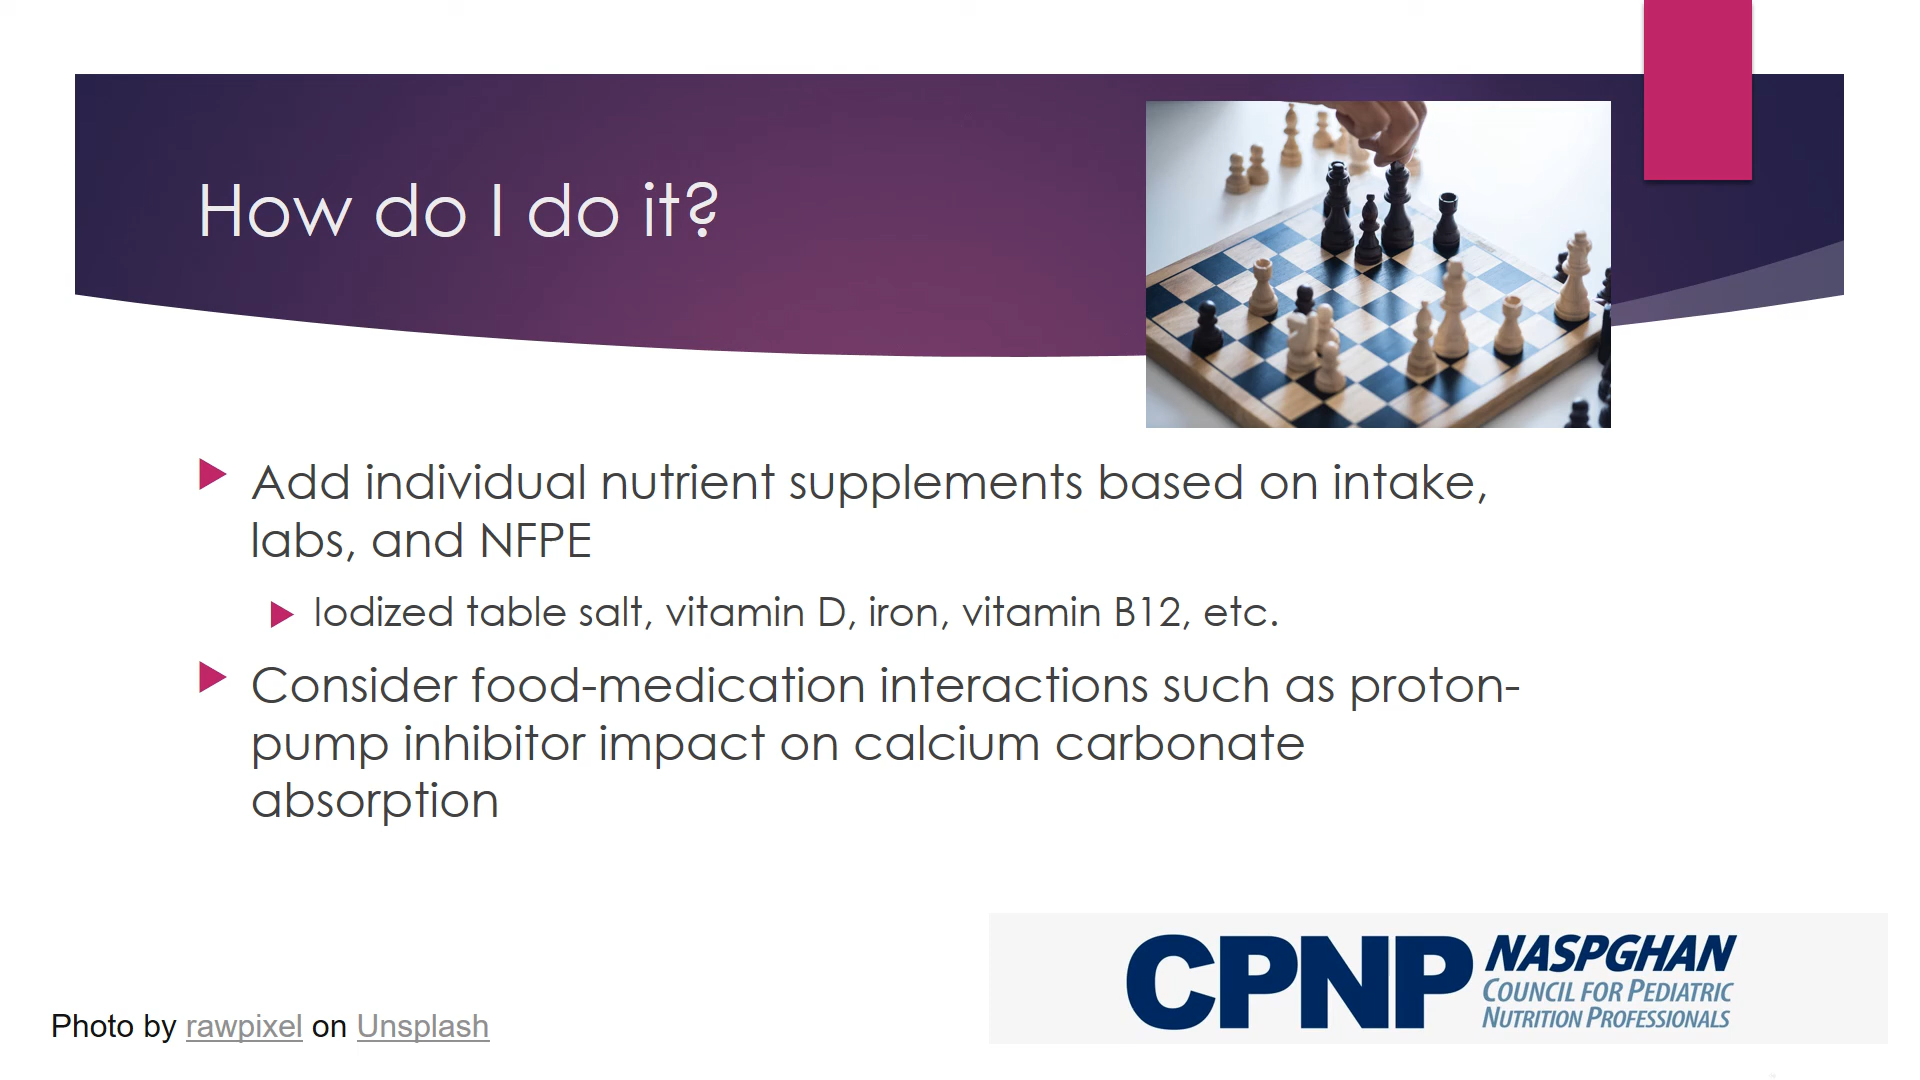 How do I do it?
Add individual nutrient supplements based on intake,
labs, and NFPE
Iodized table salt, vitamin D, iron, vitamin B12, etc.
Consider food-medication interactions such as proton-
pump inhibitor impact on calcium carbonate
absorption
CPNP NASPGHAN
COUNCIL FOR PEDIATRIC
NUTRITION PROFESSIONALS
Photo by rawpixel on Unsplash